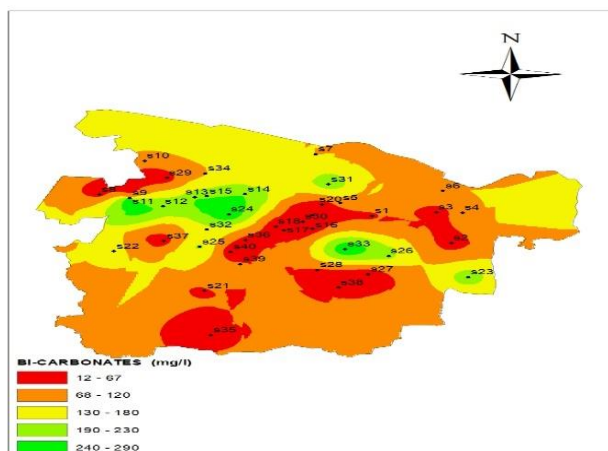 N
s7
s10
s34
s29
s8
s31
s6
s9
s13 s15 s14
s11
s12
s20 s5
s24
s3 s4
s1
s18 s30
s32
s17 s16
s37
s36
s2
s22
s25
s40
s33
s26
s39
s28
s27
s23
s21
s38
s35
BI-CARBONATES (mg/l)
12 - 67
68 - 120
130 - 180
190 - 230
240 - 290